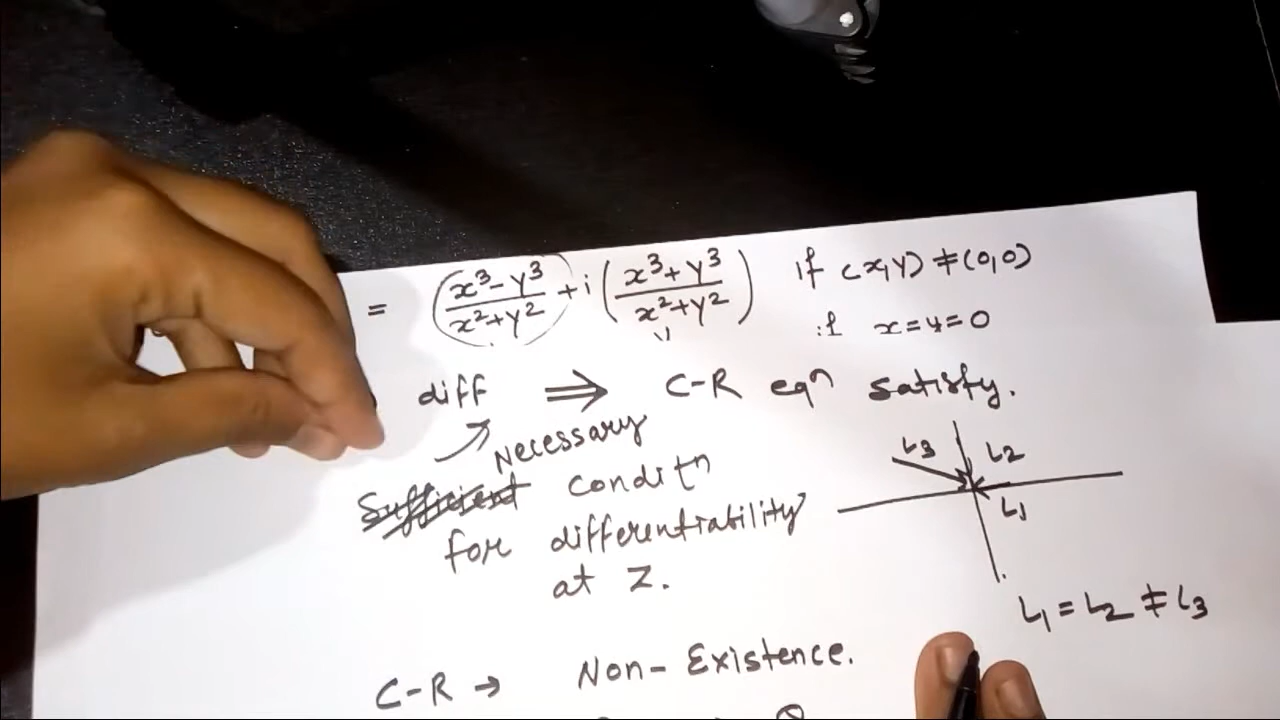 = (x³-y³/x²+y²) + i (x³+y³/x²+y²) if (x,y) ≠ (0,0)
if x=y=0
diff ⇒ C-R eqn satisfy.
Necessary
Sufficient conditn
for differentiability
at Z.
L3 L2
L1
L1 = L2 ≠ L3
C-R → Non-Existence.